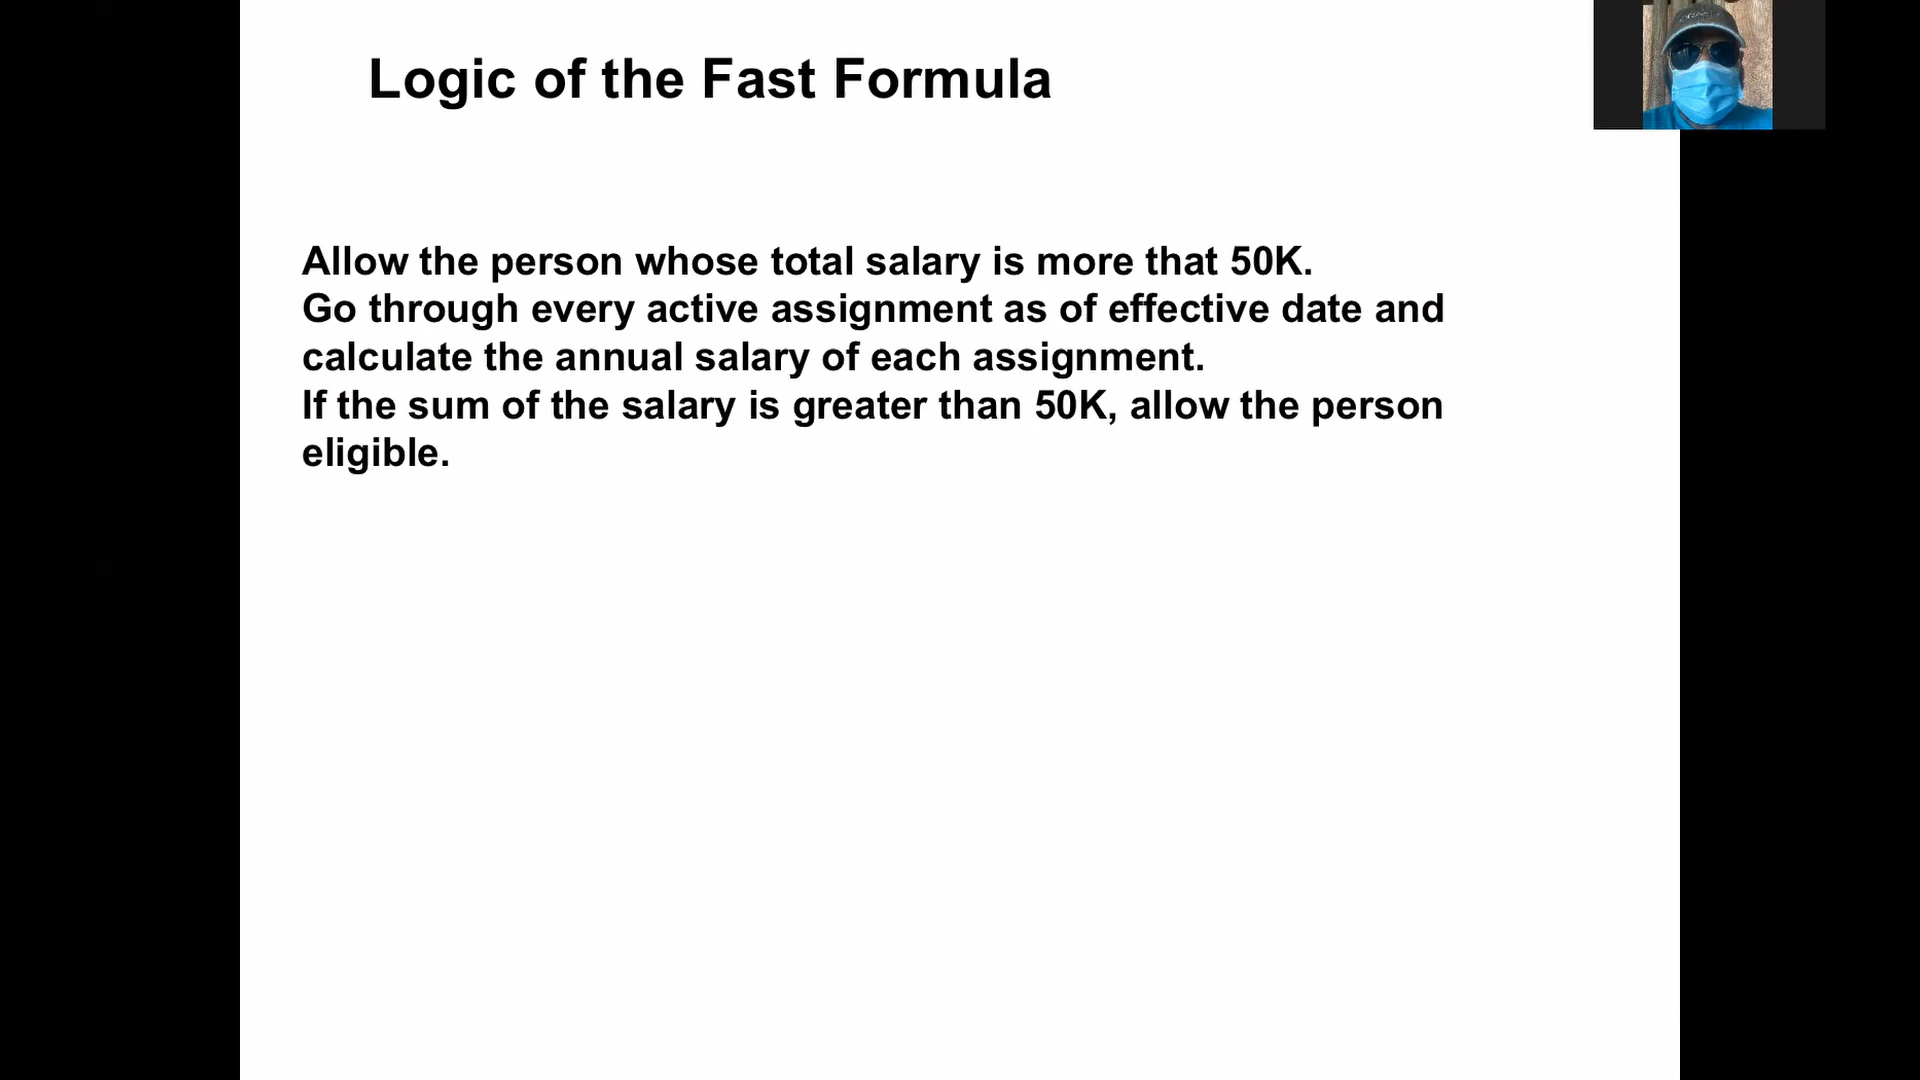 Logic of the Fast Formula
Allow the person whose total salary is more that 50K.
Go through every active assignment as of effective date and
calculate the annual salary of each assignment.
If the sum of the salary is greater than 50K, allow the person
eligible.